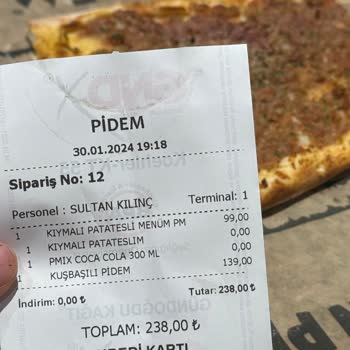 PİDEM
30.01.2024 19:18
Sipariş No: 12
Personel : SULTAN KILINÇ Terminal: 1
1 KIYMALI PATATESLİ MENÜM PM 99,00
1 KIYMALI PATATESLİM 0,00
1 PMIX COCA COLA 300 ML 0,00
1 KUŞBAŞILI PİDEM 139,00
İndirim: 0,00 ₺ Tutar: 238,00 ₺
TOPLAM: 238,00 ₺
KARTI